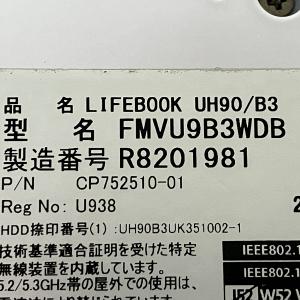 品 名 LIFEBOOK UH90/B3
型 名 FMVU9B3WDB
製造番号 R8201981
P/N CP752510-01
Reg No: U938
HDD捺印番号(1) :UH90B3UK351002-1
技術基準適合証明を受けた特定
無線装置を内蔵しています。
5.2/5.3GHz帯の屋外での使用は、
IEEE802.1
IEEE802.1
J52 W52